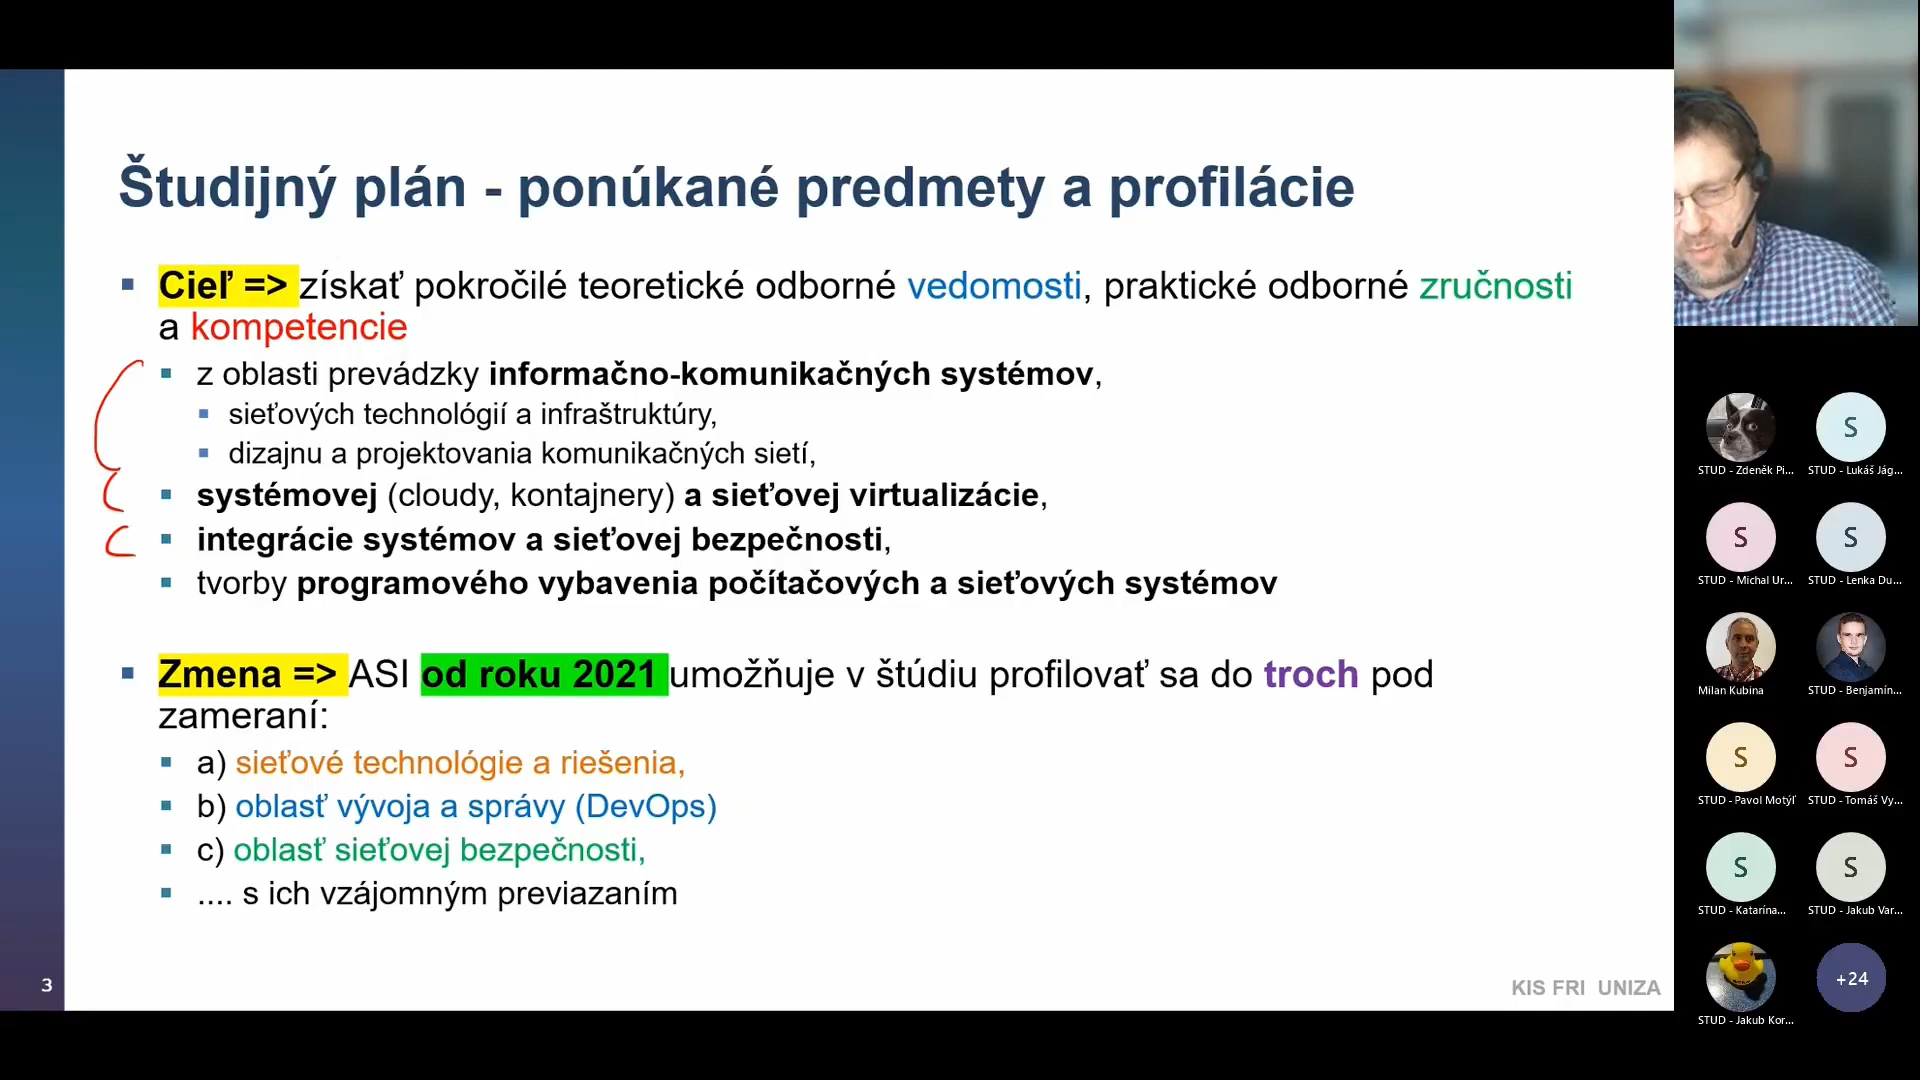 Študijný plán - ponúkané predmety a profilácie
Cieľ => získať pokročilé teoretické odborné vedomosti, praktické odborné zručnosti
a kompetencie
z oblasti prevádzky informačno-komunikačných systémov,
sieťových technológií a infraštruktúry,
dizajnu a projektovania komunikačných sietí,
systémovej (cloudy, kontajnery) a sieťovej virtualizácie,
integrácie systémov a sieťovej bezpečnosti,
tvorby programového vybavenia počítačových a sieťových systémov
Zmena => ASI od roku 2021 umožňuje v štúdiu profilovať sa do troch pod
zameraní:
a) sieťové technológie a riešenia,
b) oblasť vývoja a správy (DevOps)
c) oblasť sieťovej bezpečnosti,
.... s ich vzájomným previazaním
3
KIS FRI UNIZA
S
STUD - Zdeněk Pi...
STUD - Lukáš Jág...
S
S
STUD - Michal Ur...
STUD - Lenka Du...
Milan Kubina
STUD - Benjamín...
S
S
STUD - Pavol Motýľ
STUD - Tomáš Vy...
S
S
STUD - Katarína...
STUD - Jakub Var...
+24
STUD - Jakub Kor...